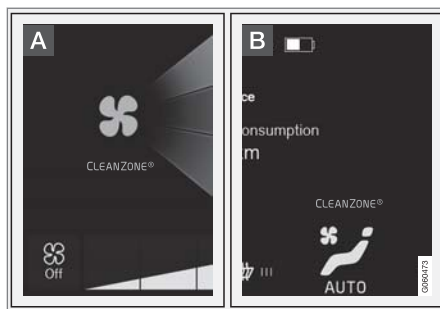 A
CLEANZONE®
Off
B
ce
onsumption
m
CLEANZONE®
AUTO
G060473